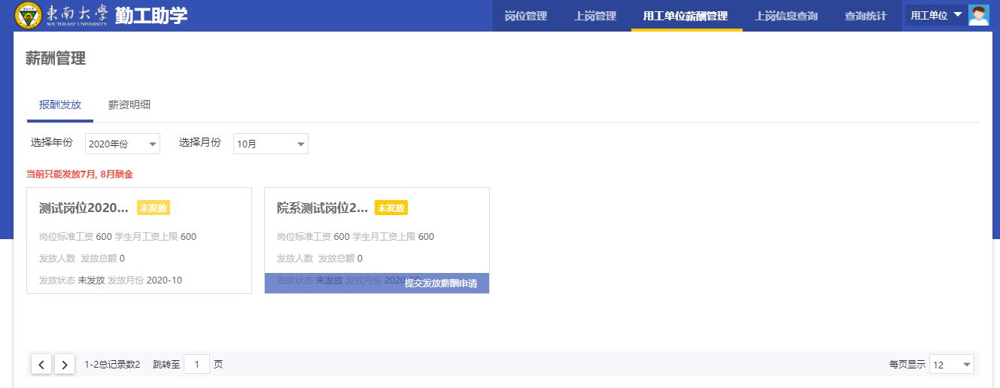 東南大學 勤工助学 岗位管理 上岗管理 用工单位薪酬管理 上岗信息查询 查询统计 用工单位
SOUTHEAST UNIVERSITY
薪酬管理
报酬发放 薪资明细
选择年份 2020年份 选择月份 10月
当前只能发放7月, 8月酬金
测试岗位2020... 未发放
岗位标准工资 600 学生月工资上限 600
发放人数 发放总额 0
发放状态 未发放 发放月份 2020-10
院系测试岗位2... 未发放
岗位标准工资 600 学生月工资上限 600
发放人数 发放总额 0
发放状态 未发放 发放月份 2020-10
提交发放薪酬申请
1-2总记录数2 跳转至 1 页 每页显示 12